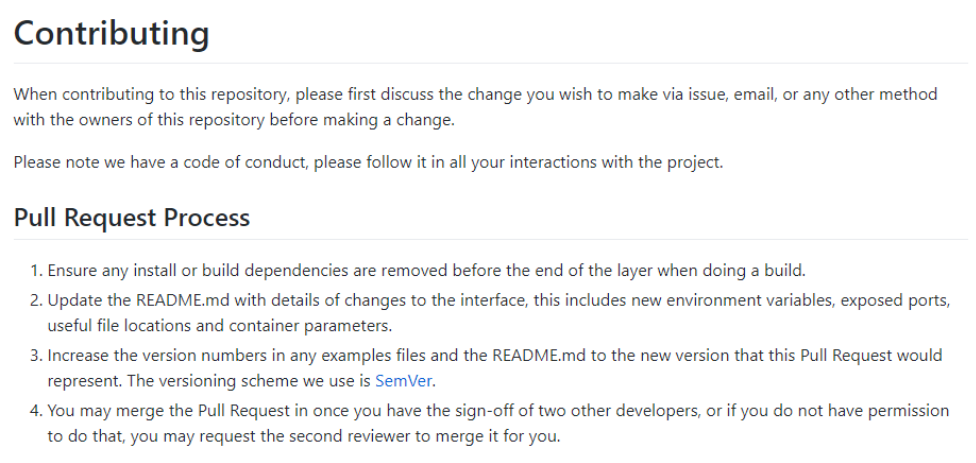 Contributing
When contributing to this repository, please first discuss the change you wish to make via issue, email, or any other method
with the owners of this repository before making a change.
Please note we have a code of conduct, please follow it in all your interactions with the project.
Pull Request Process
1. Ensure any install or build dependencies are removed before the end of the layer when doing a build.
2. Update the README.md with details of changes to the interface, this includes new environment variables, exposed ports,
useful file locations and container parameters.
3. Increase the version numbers in any examples files and the README.md to the new version that this Pull Request would
represent. The versioning scheme we use is SemVer.
4. You may merge the Pull Request in once you have the sign-off of two other developers, or if you do not have permission
to do that, you may request the second reviewer to merge it for you.